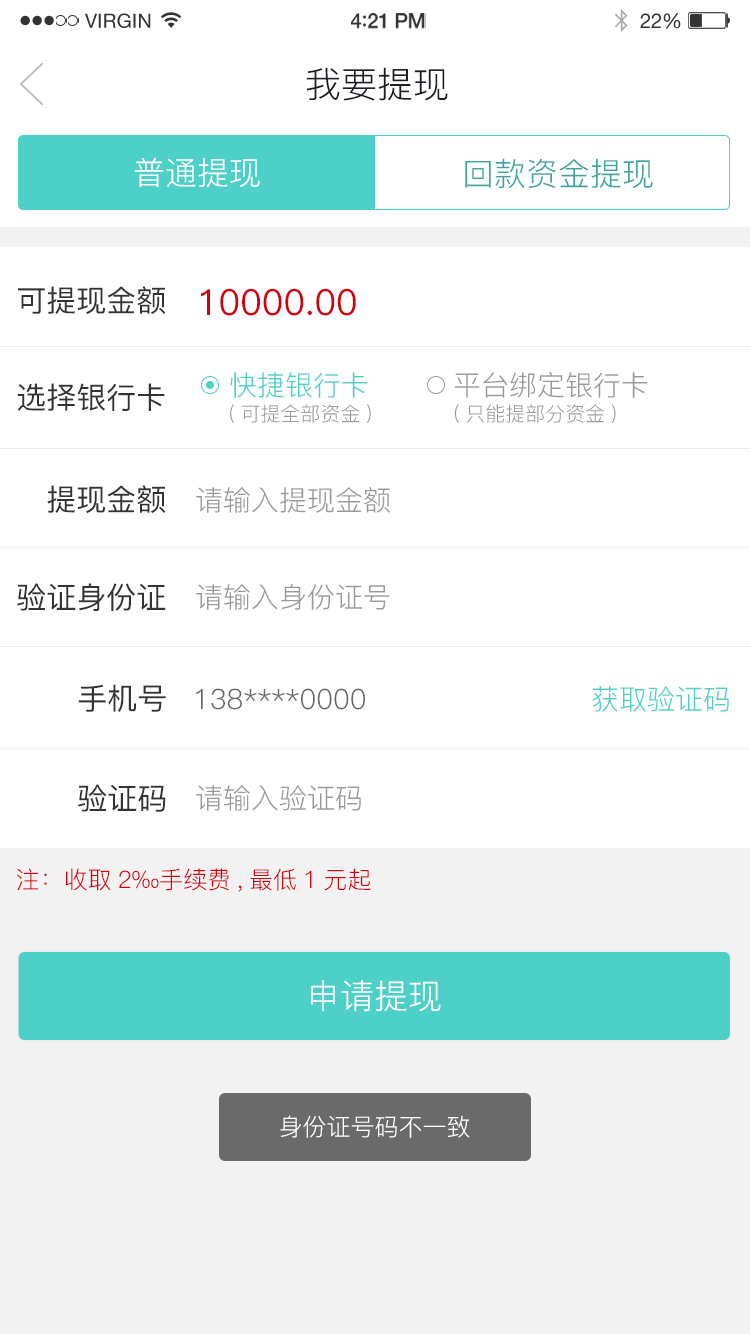 VIRGIN 4:21 PM 22%
我要提现
普通提现 回款资金提现
可提现金额 10000.00
选择银行卡 快捷银行卡 平台绑定银行卡
（可提全部资金） （只能提部分资金）
提现金额 请输入提现金额
验证身份证 请输入身份证号
手机号 138****0000 获取验证码
验证码 请输入验证码
注：收取 2‰手续费 , 最低 1 元起
申请提现
身份证号码不一致